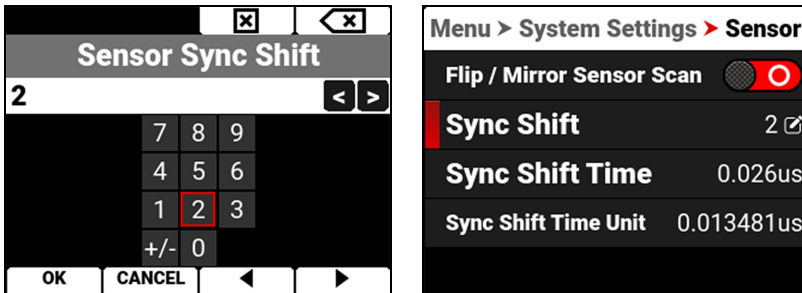 Sensor Sync Shift
2 < >
7 8 9
4 5 6
1 2 3
+/- 0
OK CANCEL
Menu > System Settings > Sensor
Flip / Mirror Sensor Scan
Sync Shift 2
Sync Shift Time 0.026us
Sync Shift Time Unit 0.013481us